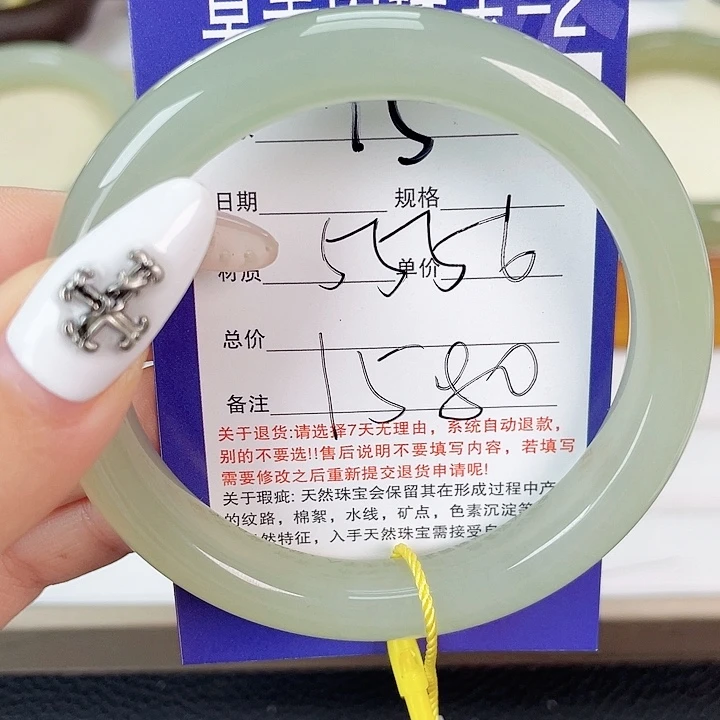 15
日期 规格
55556
材质 单价
总价
1580
备注
关于退货:请选择7天无理由，系统自动退款，
别的不要选!!售后说明不要填写内容，若填写
需要修改之后重新提交退货申请呢!
关于瑕疵: 天然珠宝会保留其在形成过程中产
的纹路，棉絮，水线，矿点，色素沉淀等
然特征，入手天然珠宝需接受自